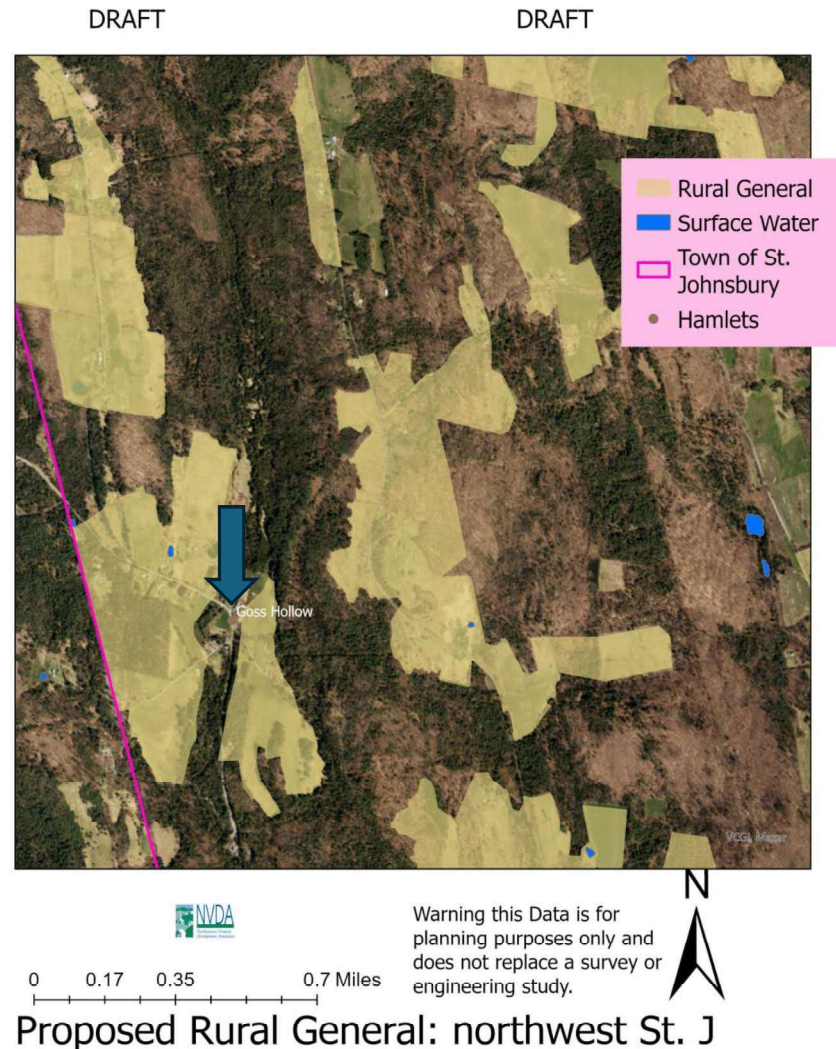 DRAFT DRAFT
Rural General
Surface Water
Town of St.
Johnsbury
Hamlets
Goss Hollow
VCGI, Maxar
N
NVDA
Warning this Data is for
planning purposes only and
does not replace a survey or
engineering study.
0 0.17 0.35 0.7 Miles
Proposed Rural General: northwest St. J